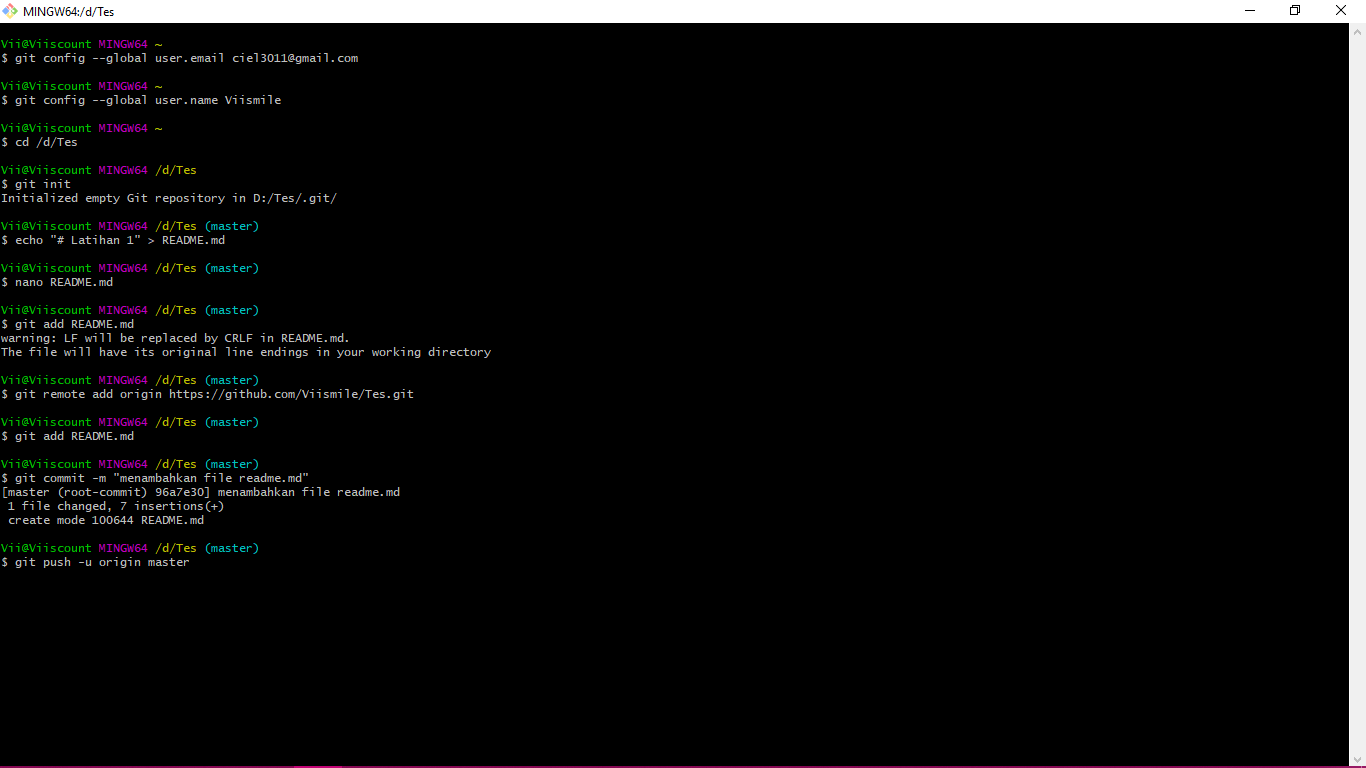 MINGW64:/d/Tes
Vii@Viiscount MINGW64 ~
$ git config --global user.email ciel3011@gmail.com
Vii@Viiscount MINGW64 ~
$ git config --global user.name Viismile
Vii@Viiscount MINGW64 ~
$ cd /d/Tes
Vii@Viiscount MINGW64 /d/Tes
$ git init
Initialized empty Git repository in D:/Tes/.git/
Vii@Viiscount MINGW64 /d/Tes (master)
$ echo "# Latihan 1" > README.md
Vii@Viiscount MINGW64 /d/Tes (master)
$ nano README.md
Vii@Viiscount MINGW64 /d/Tes (master)
$ git add README.md
warning: LF will be replaced by CRLF in README.md.
The file will have its original line endings in your working directory
Vii@Viiscount MINGW64 /d/Tes (master)
$ git remote add origin https://github.com/Viismile/Tes.git
Vii@Viiscount MINGW64 /d/Tes (master)
$ git add README.md
Vii@Viiscount MINGW64 /d/Tes (master)
$ git commit -m "menambahkan file readme.md"
[master (root-commit) 96a7e30] menambahkan file readme.md
1 file changed, 7 insertions(+)
create mode 100644 README.md
Vii@Viiscount MINGW64 /d/Tes (master)
$ git push -u origin master